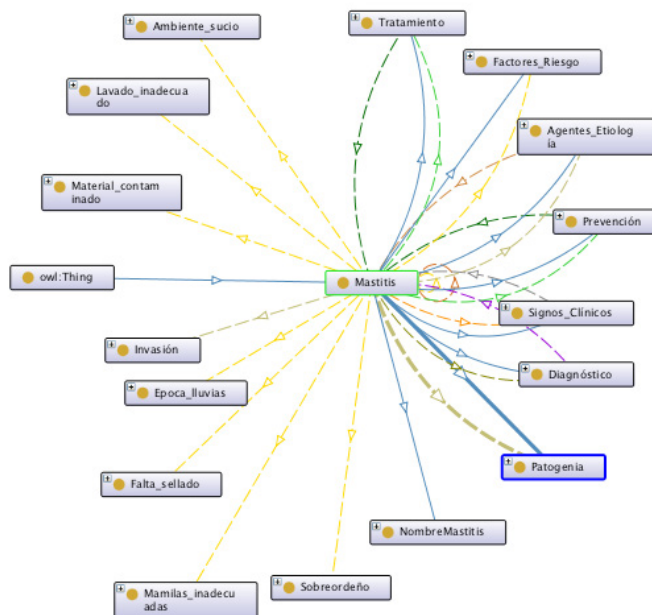 Ambiente_sucio
Tratamiento
Factores_Riesgo
Lavado_inadecua
do
Agentes_Etiolog
ía
Material_contam
inado
Prevención
owl:Thing
Mastitis
Signos_Clínicos
Invasión
Diagnóstico
Epoca_lluvias
Patogenia
Falta_sellado
NombreMastitis
Mamilas_inadecu
adas
Sobreordeño